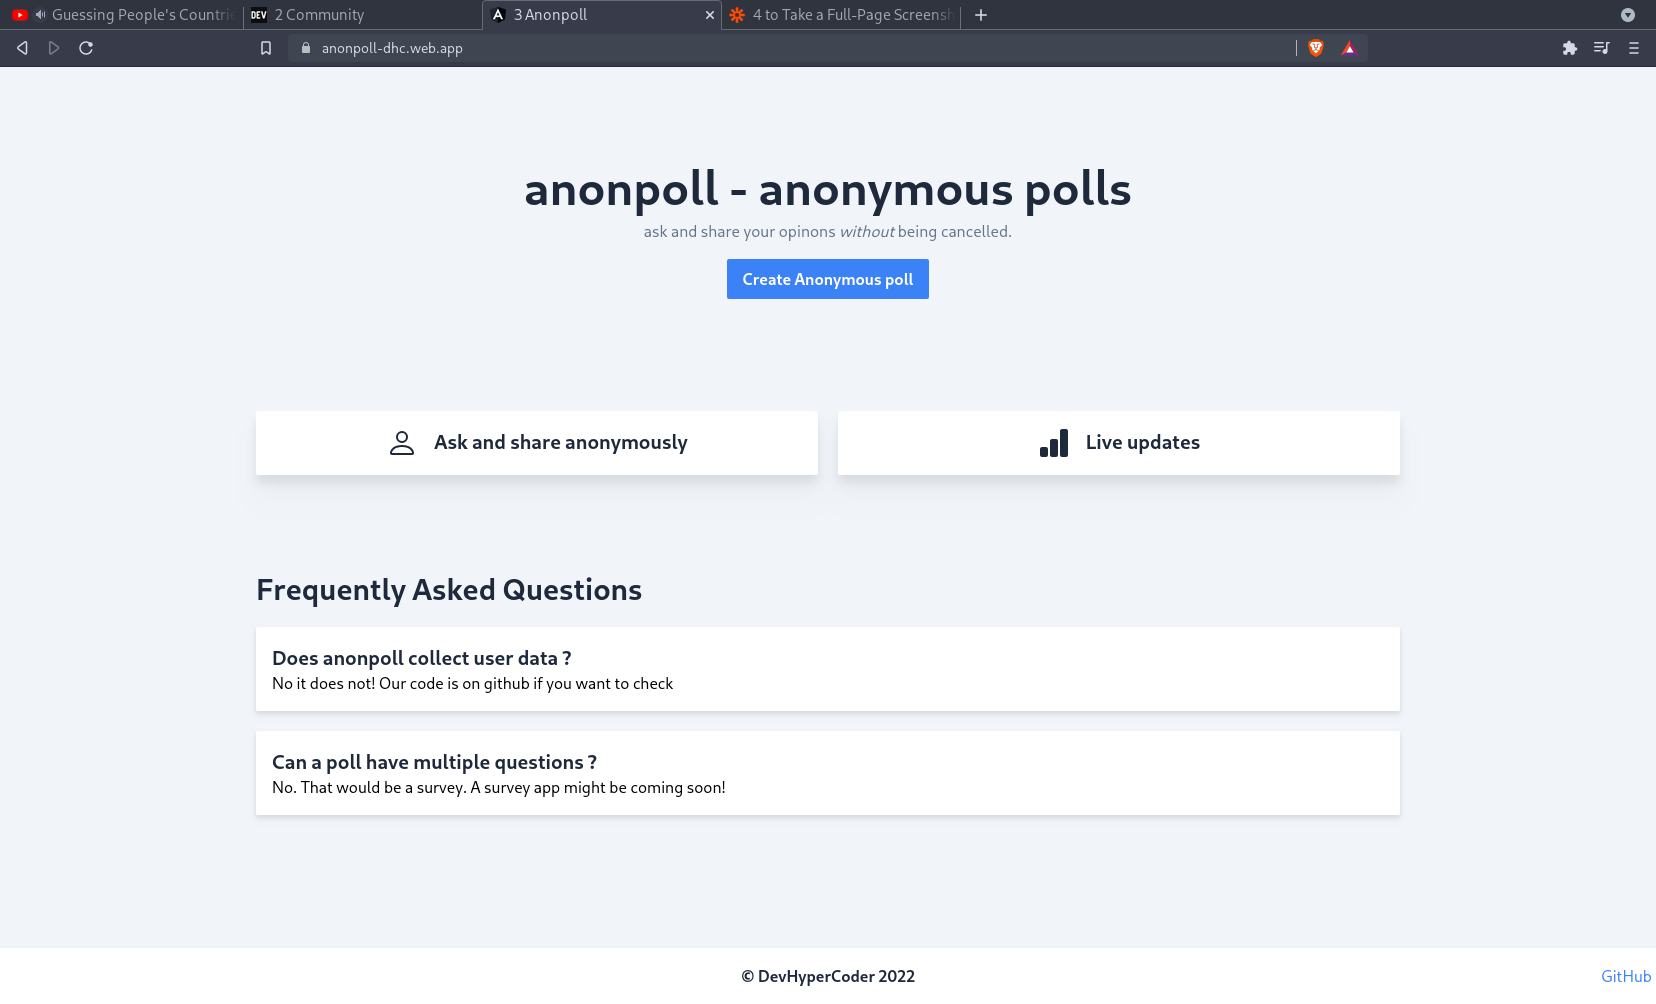 Guessing People's Countri
DEV 2 Community
3 Anonpoll
4 to Take a Full-Page Screensh
anonpoll-dhc.web.app
anonpoll - anonymous polls
ask and share your opinons without being cancelled.
Create Anonymous poll
Ask and share anonymously
Live updates
Frequently Asked Questions
Does anonpoll collect user data ?
No it does not! Our code is on github if you want to check
Can a poll have multiple questions ?
No. That would be a survey. A survey app might be coming soon!
© DevHyperCoder 2022
GitHub